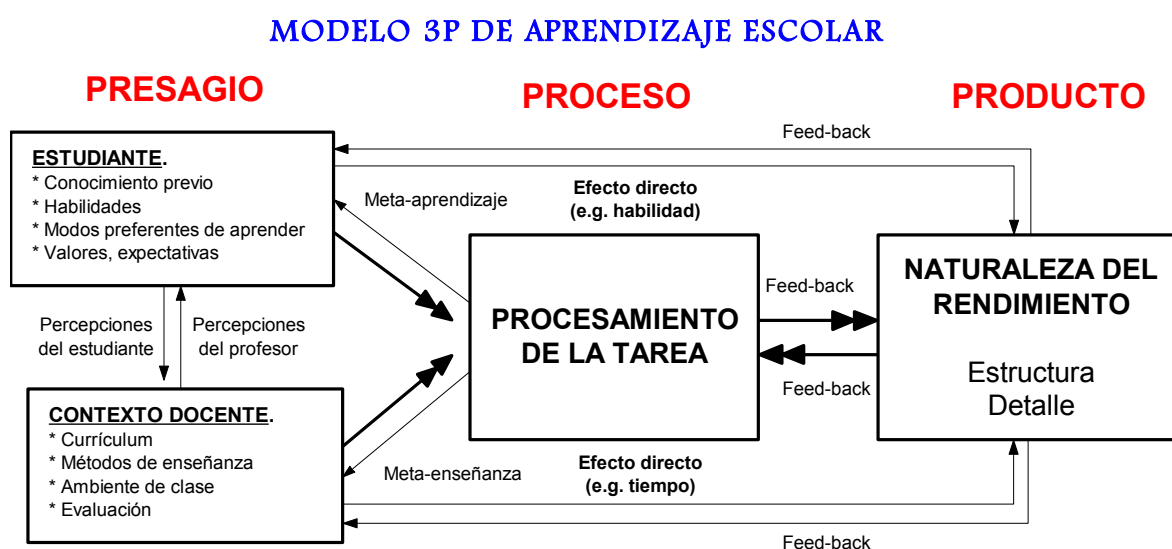 MODELO 3P DE APRENDIZAJE ESCOLAR
PRESAGIO
PROCESO
PRODUCTO
ESTUDIANTE.
* Conocimiento previo
* Habilidades
* Modos preferentes de aprender
* Valores, expectativas
Feed-back
Meta-aprendizaje
Efecto directo
(e.g. habilidad)
Percepciones
del estudiante
Percepciones
del profesor
PROCESAMIENTO
DE LA TAREA
Feed-back
Feed-back
NATURALEZA DEL
RENDIMIENTO
Estructura
Detalle
CONTEXTO DOCENTE.
* Currículum
* Métodos de enseñanza
* Ambiente de clase
* Evaluación
Meta-enseñanza
Efecto directo
(e.g. tiempo)
Feed-back